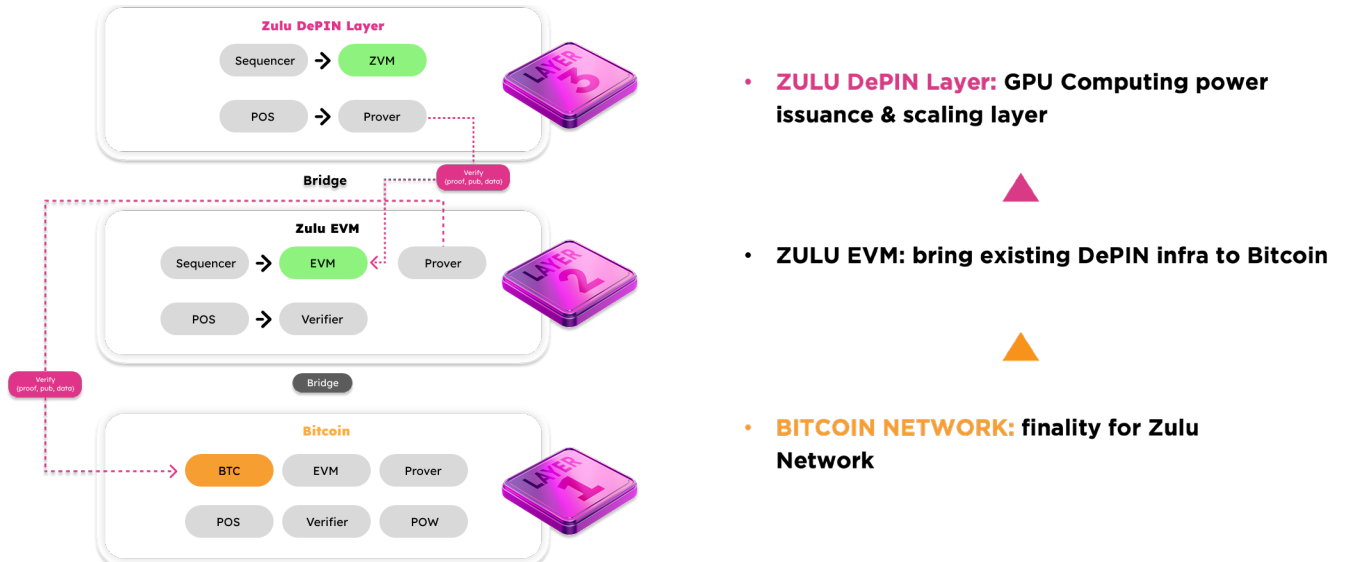 Zulu DePIN Layer
Sequencer
ZVM
POS
Prover
LAYER
3
Verify
(proof, pub, data)
Bridge
Zulu EVM
Sequencer
EVM
Prover
POS
Verifier
LAYER
2
Verify
(proof, pub, data)
Bridge
Bitcoin
BTC
EVM
Prover
POS
Verifier
POW
LAYER
1
• ZULU DePIN Layer: GPU Computing power
issuance & scaling layer
• ZULU EVM: bring existing DePIN infra to Bitcoin
• BITCOIN NETWORK: finality for Zulu
Network